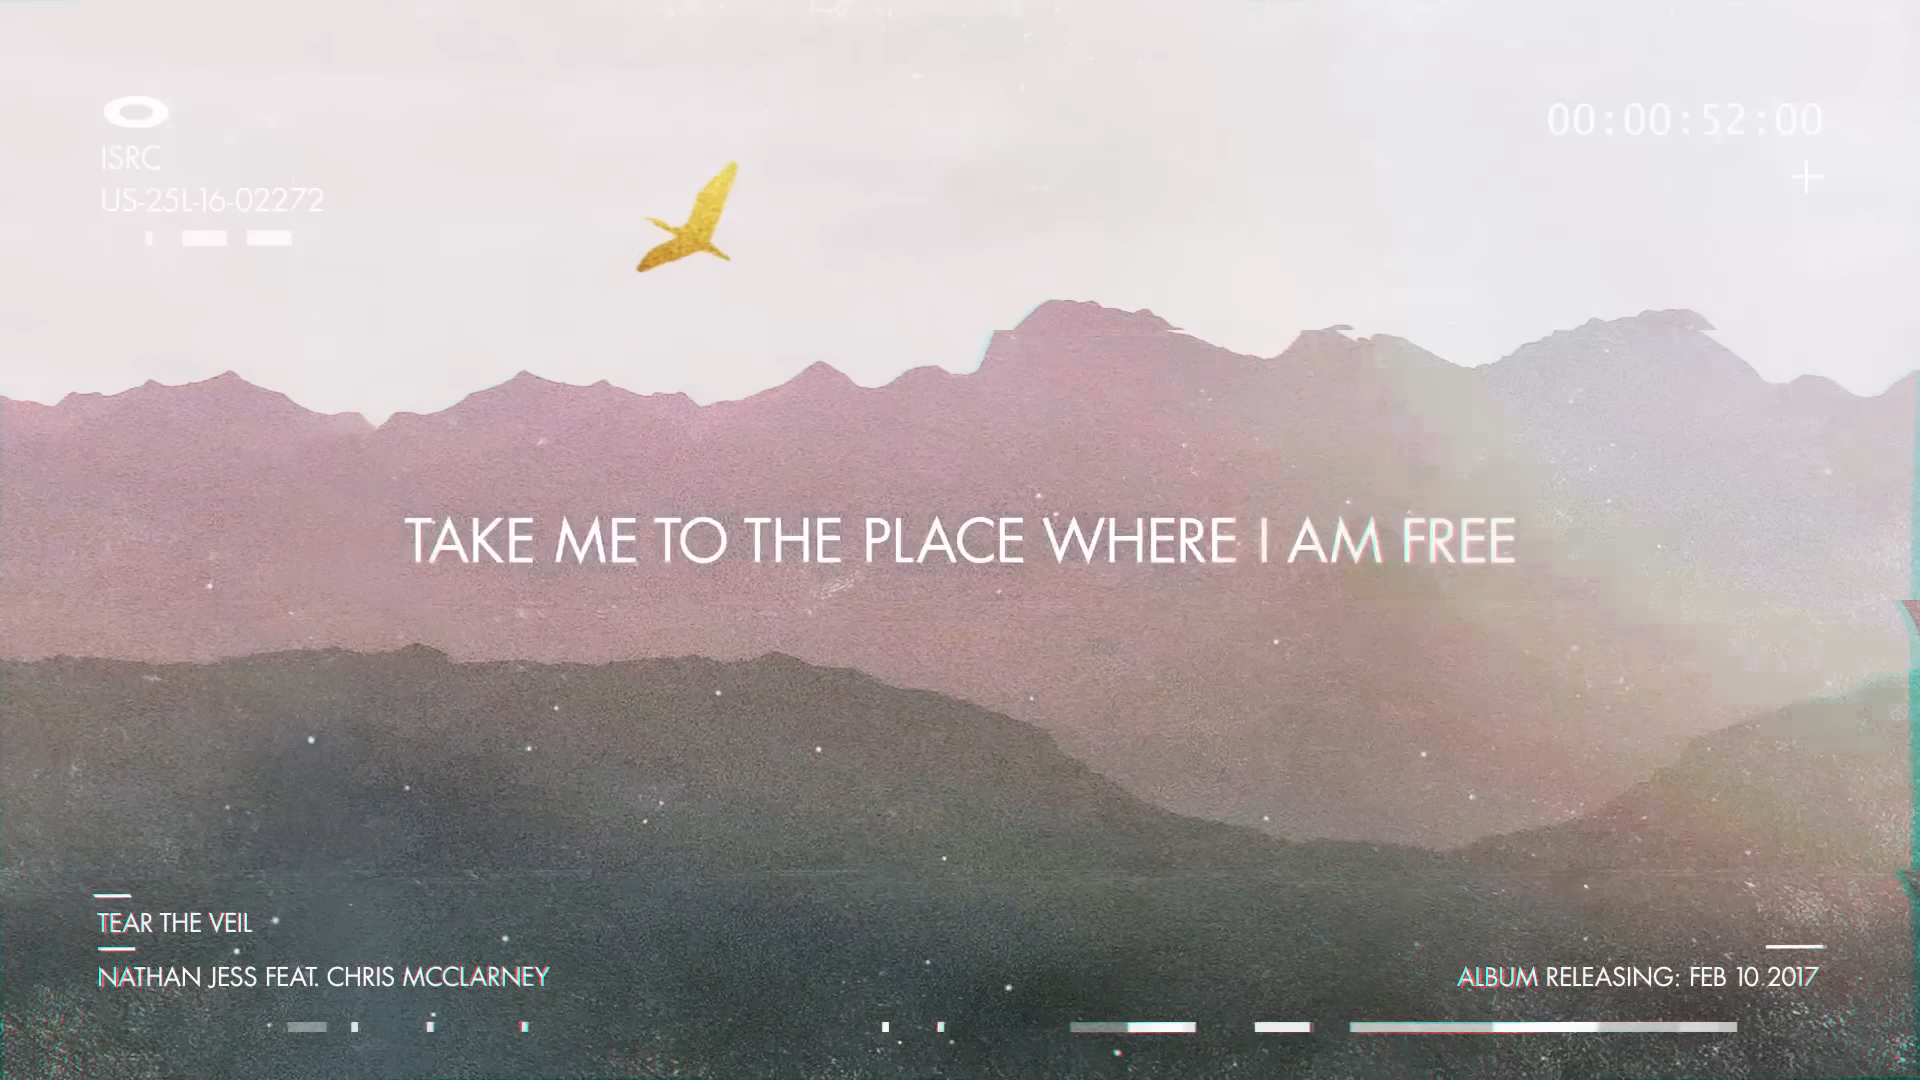 ISRC
US-25L-16-02272
00:00:52:00
TAKE ME TO THE PLACE WHERE I AM FREE
TEAR THE VEIL
NATHAN JESS FEAT. CHRIS MCCLARNEY
ALBUM RELEASING: FEB 10 2017